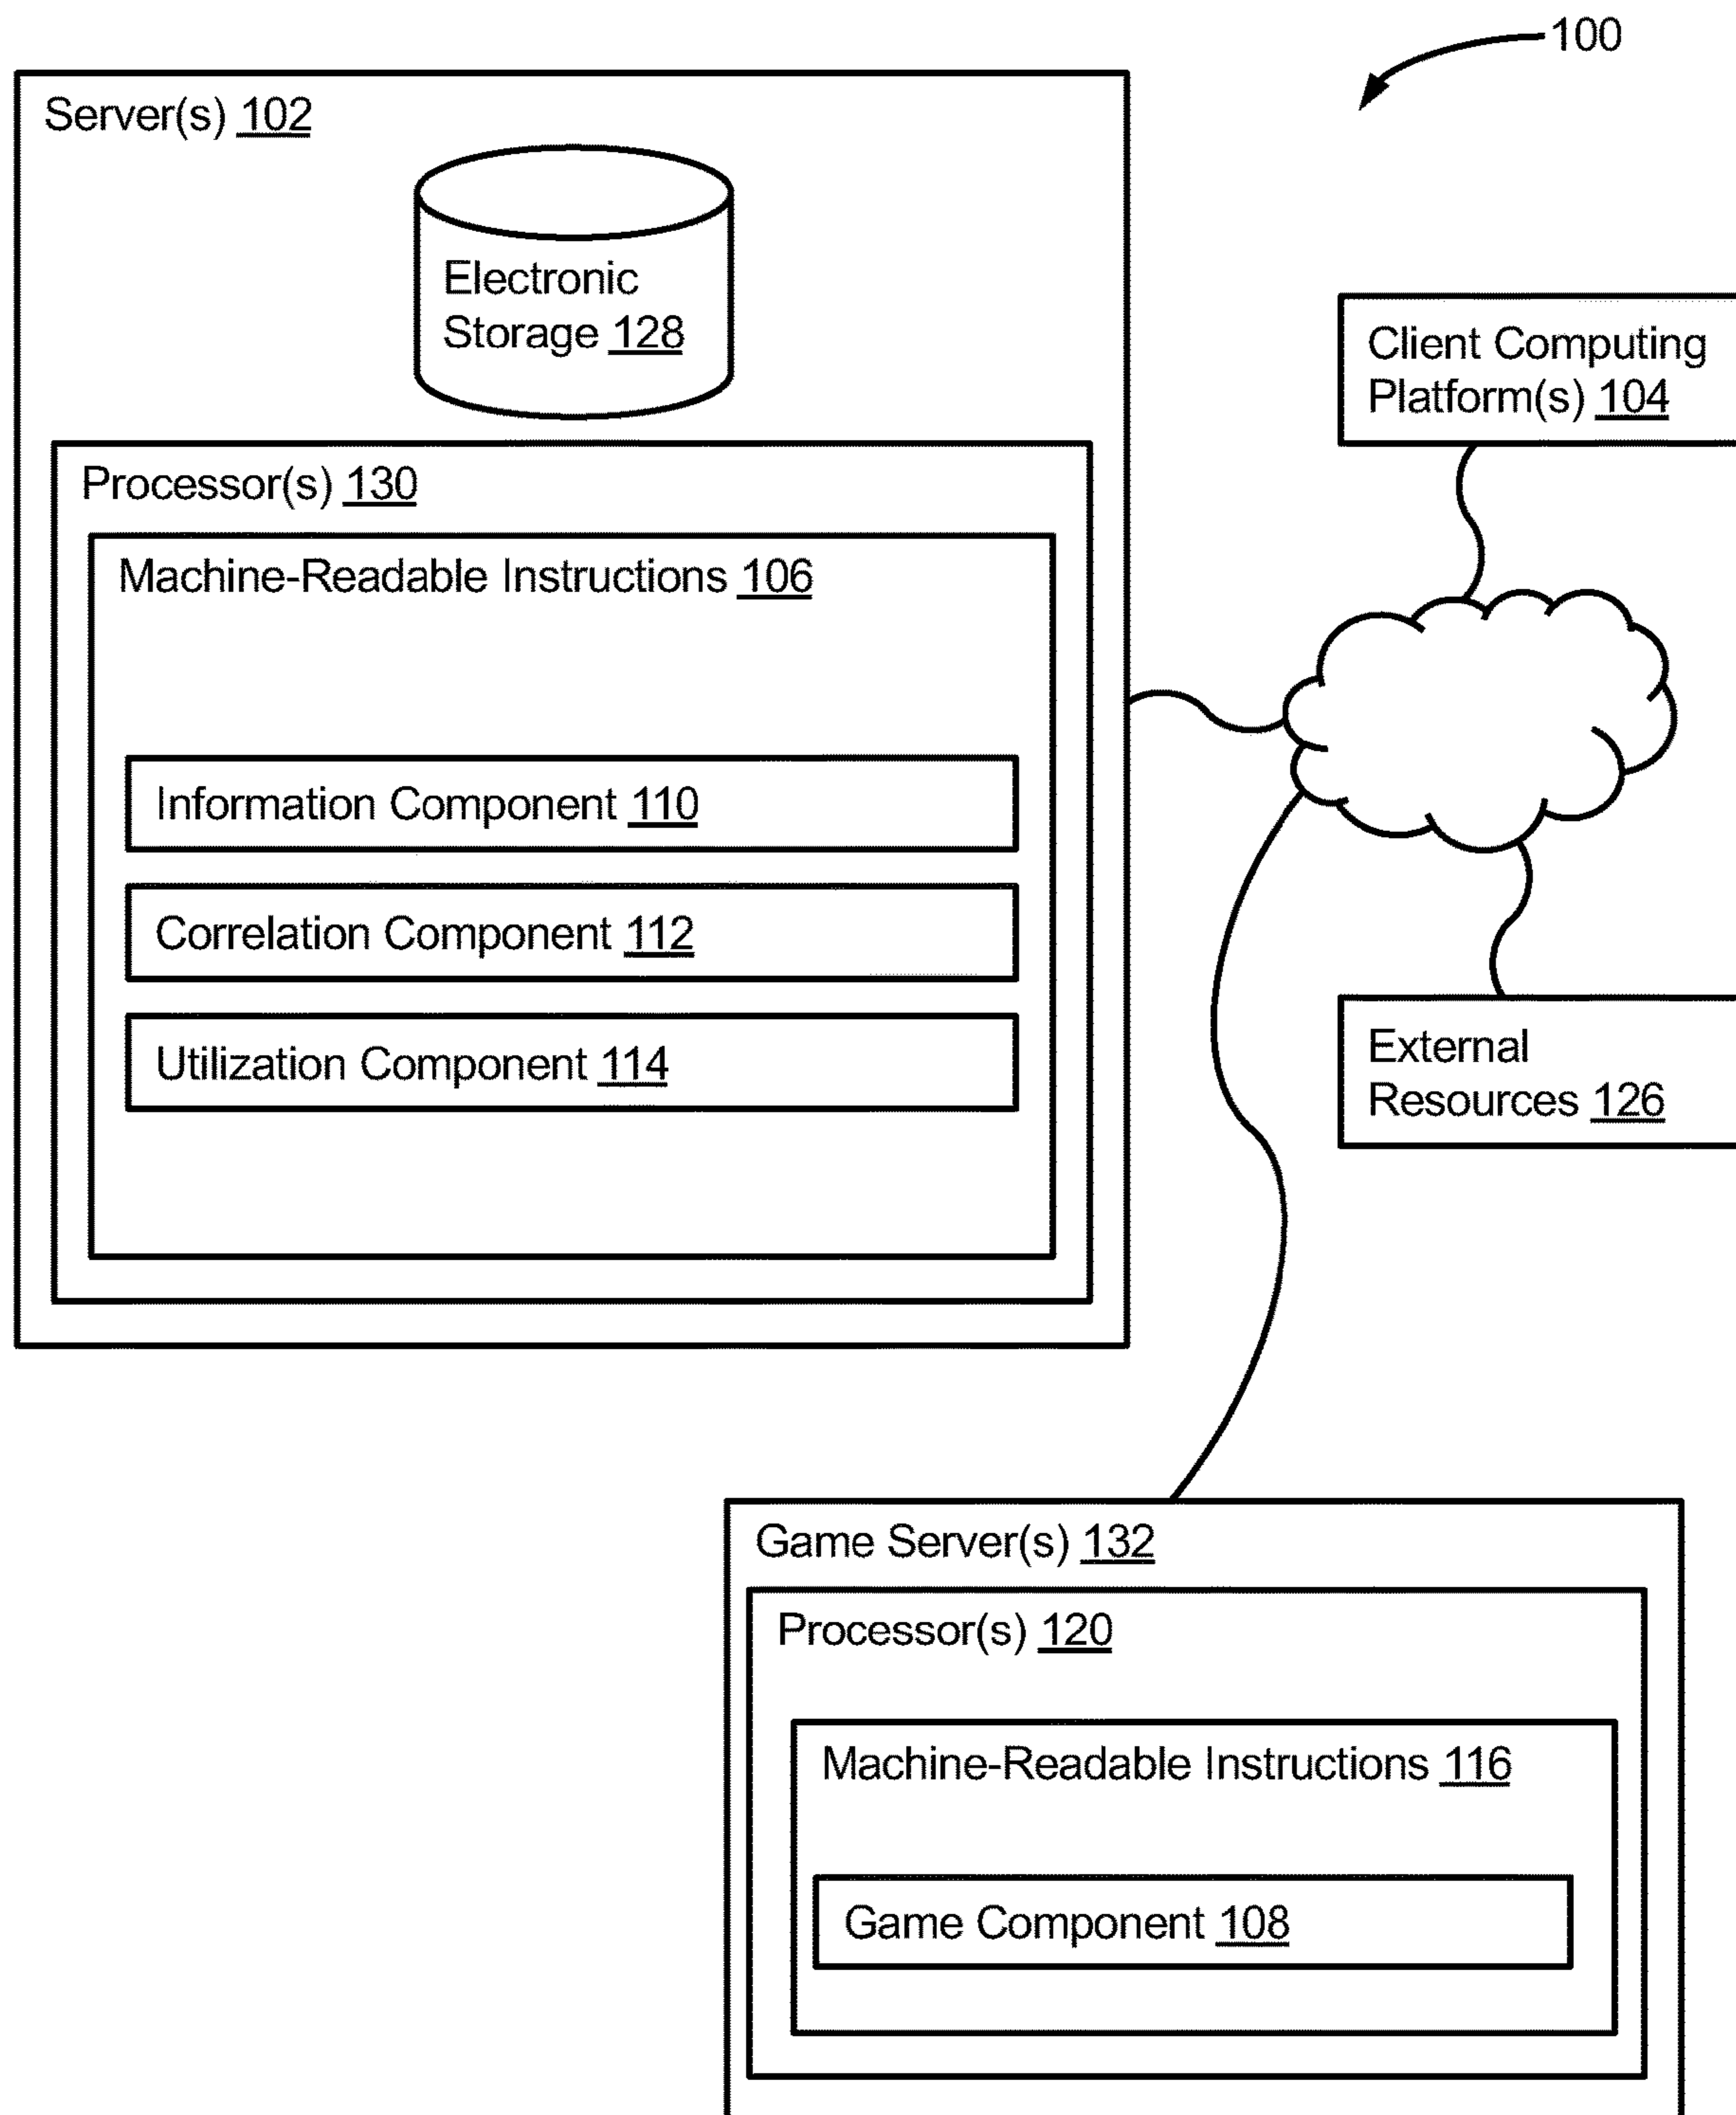 100
Server(s) 102
Electronic
Storage 128
Client Computing
Platform(s) 104
Processor(s) 130
Machine-Readable Instructions 106
Information Component 110
Correlation Component 112
Utilization Component 114
External
Resources 126
Game Server(s) 132
Processor(s) 120
Machine-Readable Instructions 116
Game Component 108